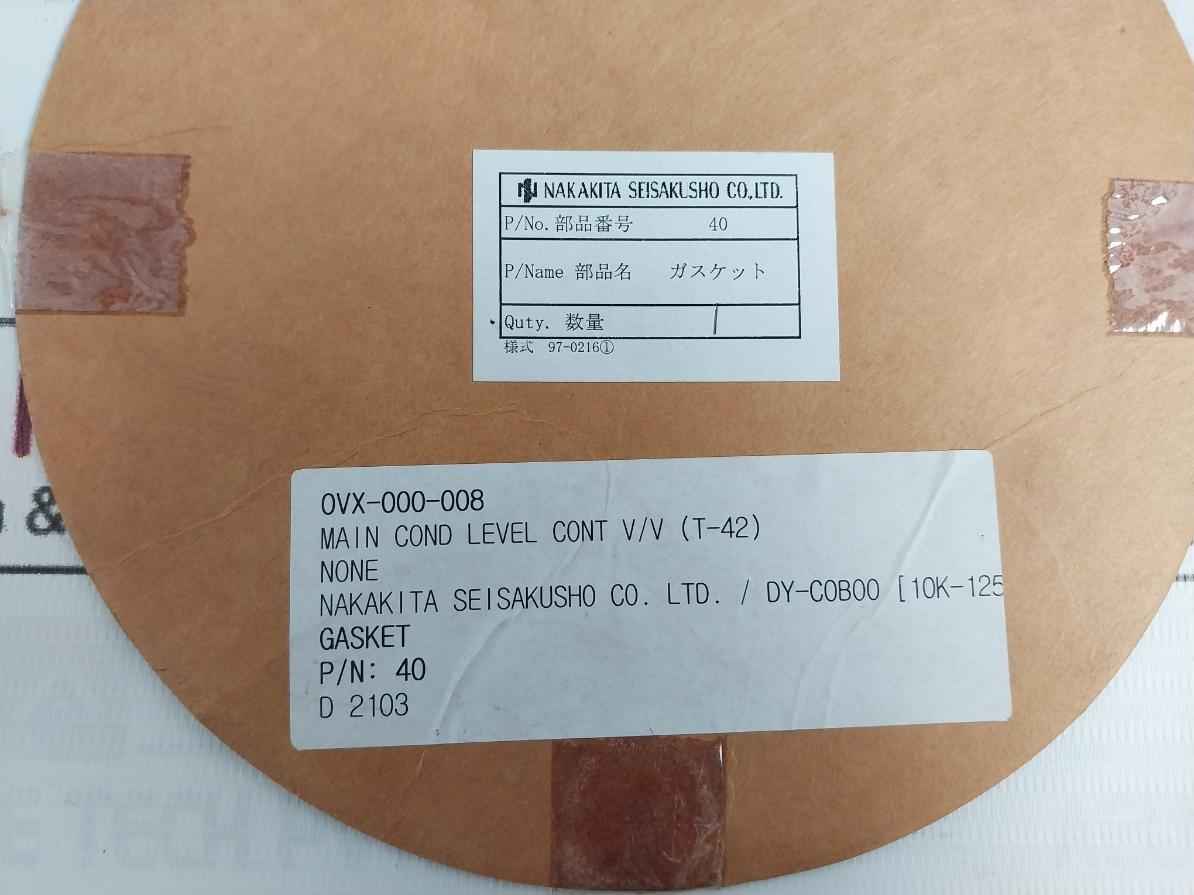 NAKAKITA SEISAKUSHO CO.,LTD.
P/No. 部品番号 40
P/Name 部品名 ガスケット
Quty. 数量 1
様式 97-0216①
OVX-000-008
MAIN COND LEVEL CONT V/V (T-42)
NONE
NAKAKITA SEISAKUSHO CO. LTD. / DY-COB00 [10K-125
GASKET
P/N: 40
D 2103
&